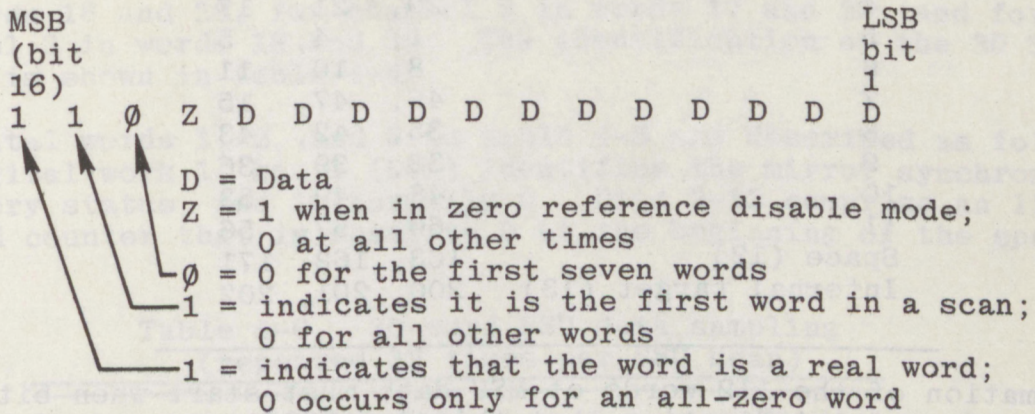 MSB LSB
(bit bit
16) 1
1 1 Ø Z D D D D D D D D D D D D
D = Data
Z = 1 when in zero reference disable mode;
0 at all other times
Ø = 0 for the first seven words
1 = indicates it is the first word in a scan;
0 for all other words
1 = indicates that the word is a real word;
0 occurs only for an all-zero word